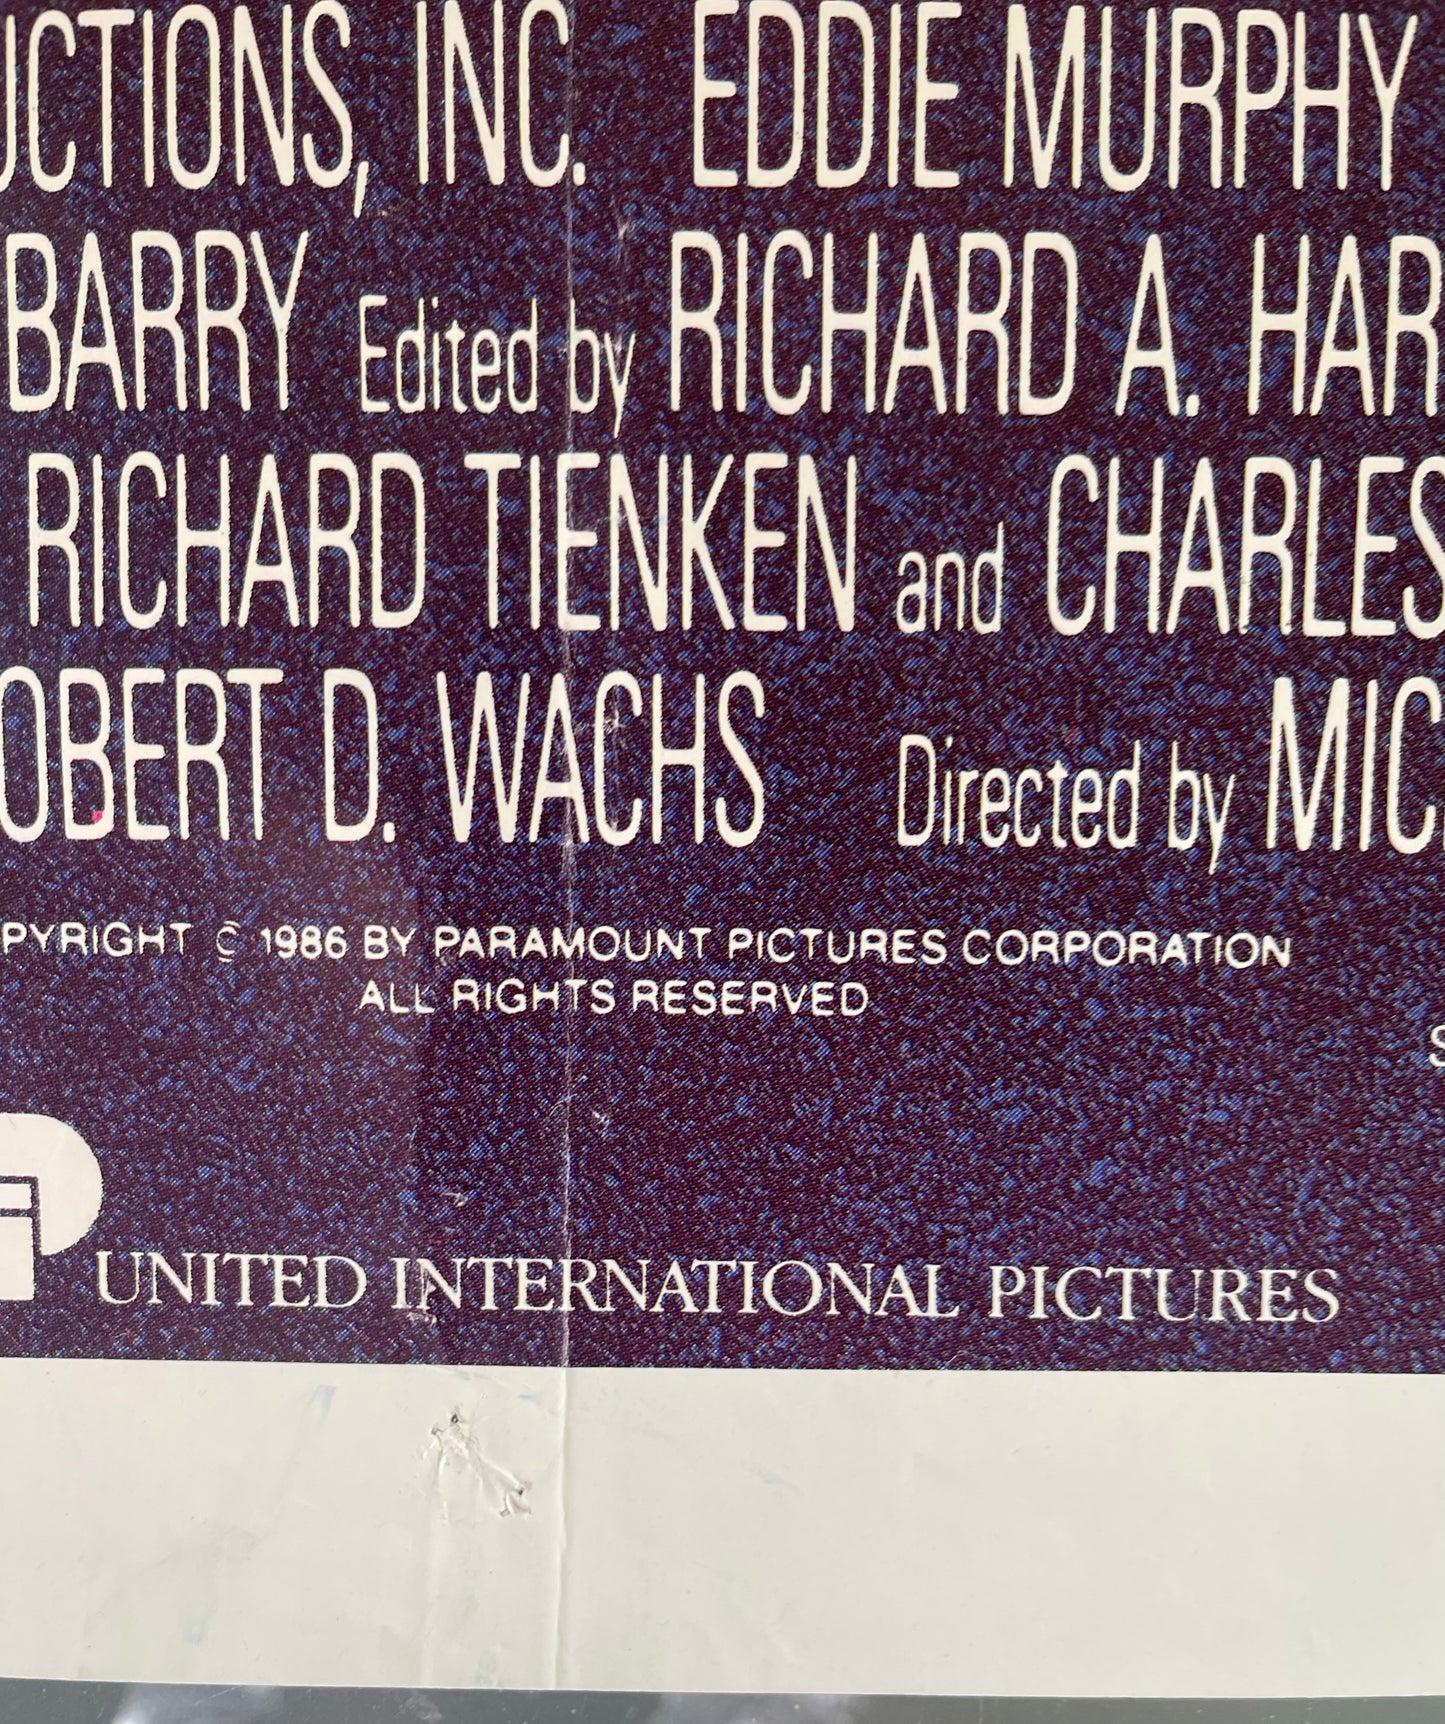 UCTIONS, INC. EDDIE MURPHY
BARRY Edited by RICHARD A. HAR
RICHARD TIENKEN and CHARLES
OBERT D. WACHS Directed by MIC
PYRIGHT © 1986 BY PARAMOUNT PICTURES CORPORATION
ALL RIGHTS RESERVED
S
UNITED INTERNATIONAL PICTURES